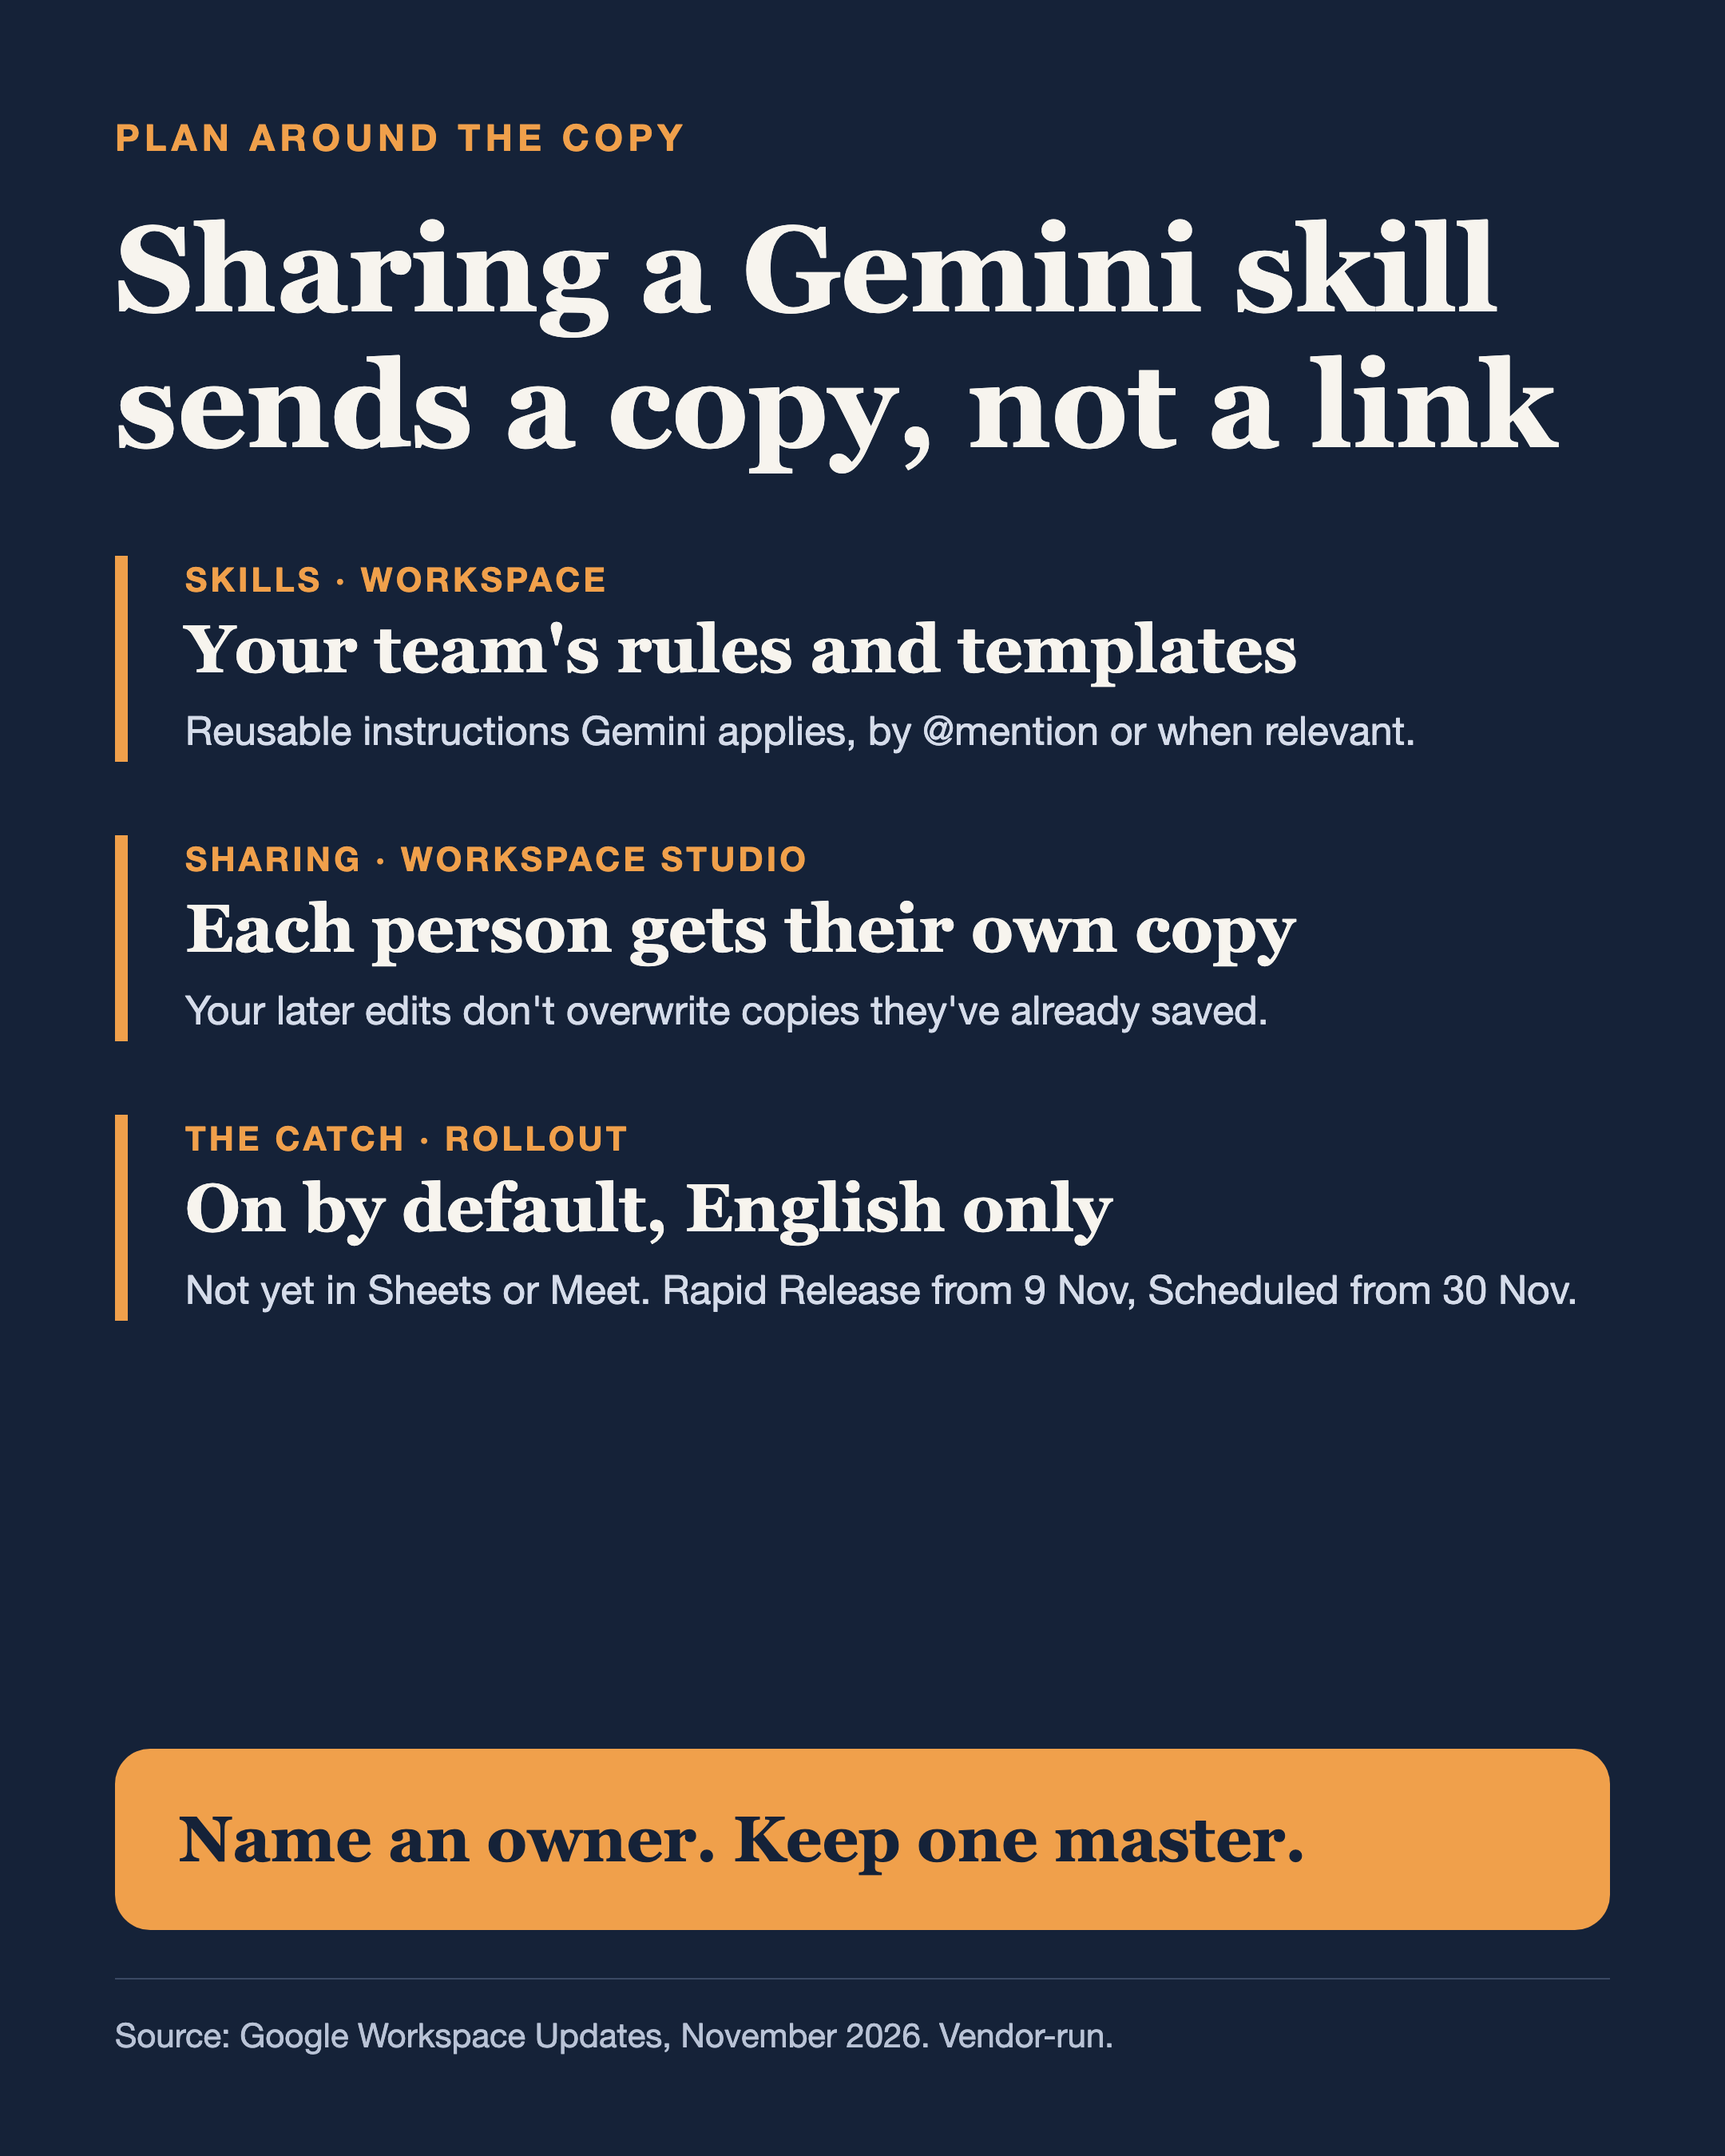 PLAN AROUND THE COPY
Sharing a Gemini skill
sends a copy, not a link
SKILLS · WORKSPACE
Your team's rules and templates
Reusable instructions Gemini applies, by @mention or when relevant.
SHARING · WORKSPACE STUDIO
Each person gets their own copy
Your later edits don't overwrite copies they've already saved.
THE CATCH · ROLLOUT
On by default, English only
Not yet in Sheets or Meet. Rapid Release from 9 Nov, Scheduled from 30 Nov.
Name an owner. Keep one master.
Source: Google Workspace Updates, November 2026. Vendor-run.